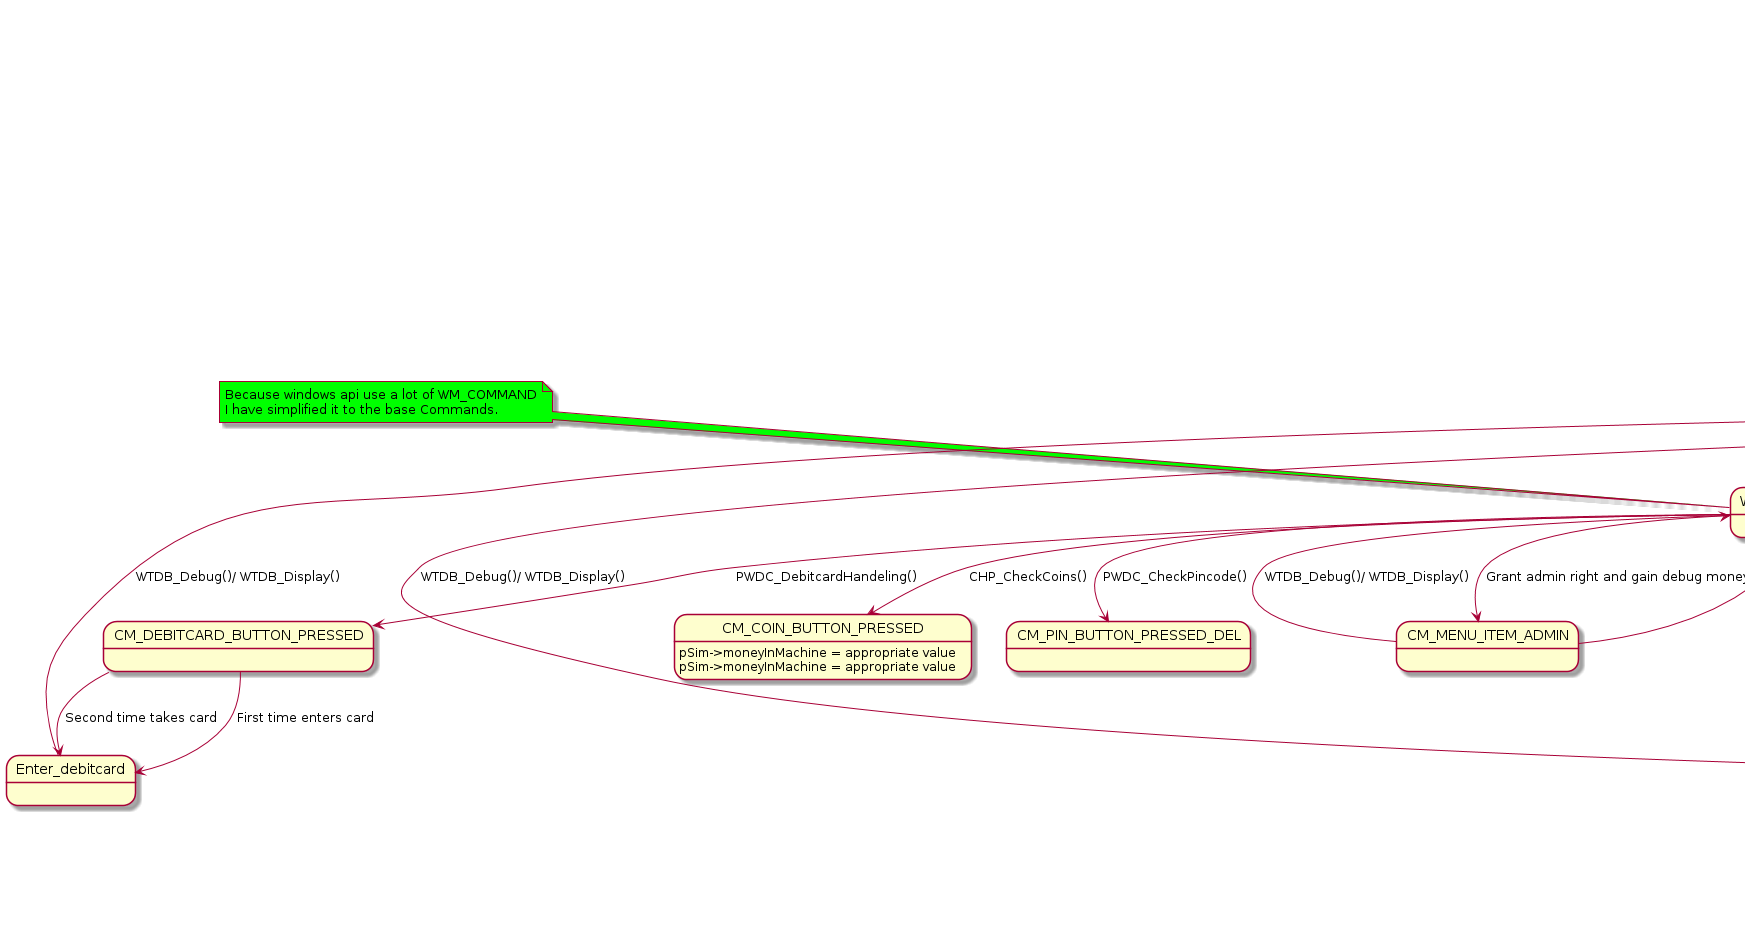 Because windows api use a lot of WM_COMMAND
I have simplified it to the base Commands.
WTDB_Debug()/ WTDB_Display()
WTDB_Debug()/ WTDB_Display()
PWDC_DebitcardHandeling()
CHP_CheckCoins()
PWDC_CheckPincode()
WTDB_Debug()/ WTDB_Display()
Grant admin right and gain debug money
CM_DEBITCARD_BUTTON_PRESSED
CM_COIN_BUTTON_PRESSED
pSim->moneyInMachine = appropriate value
pSim->moneyInMachine = appropriate value
CM_PIN_BUTTON_PRESSED_DEL
CM_MENU_ITEM_ADMIN
Second time takes card
First time enters card
Enter_debitcard